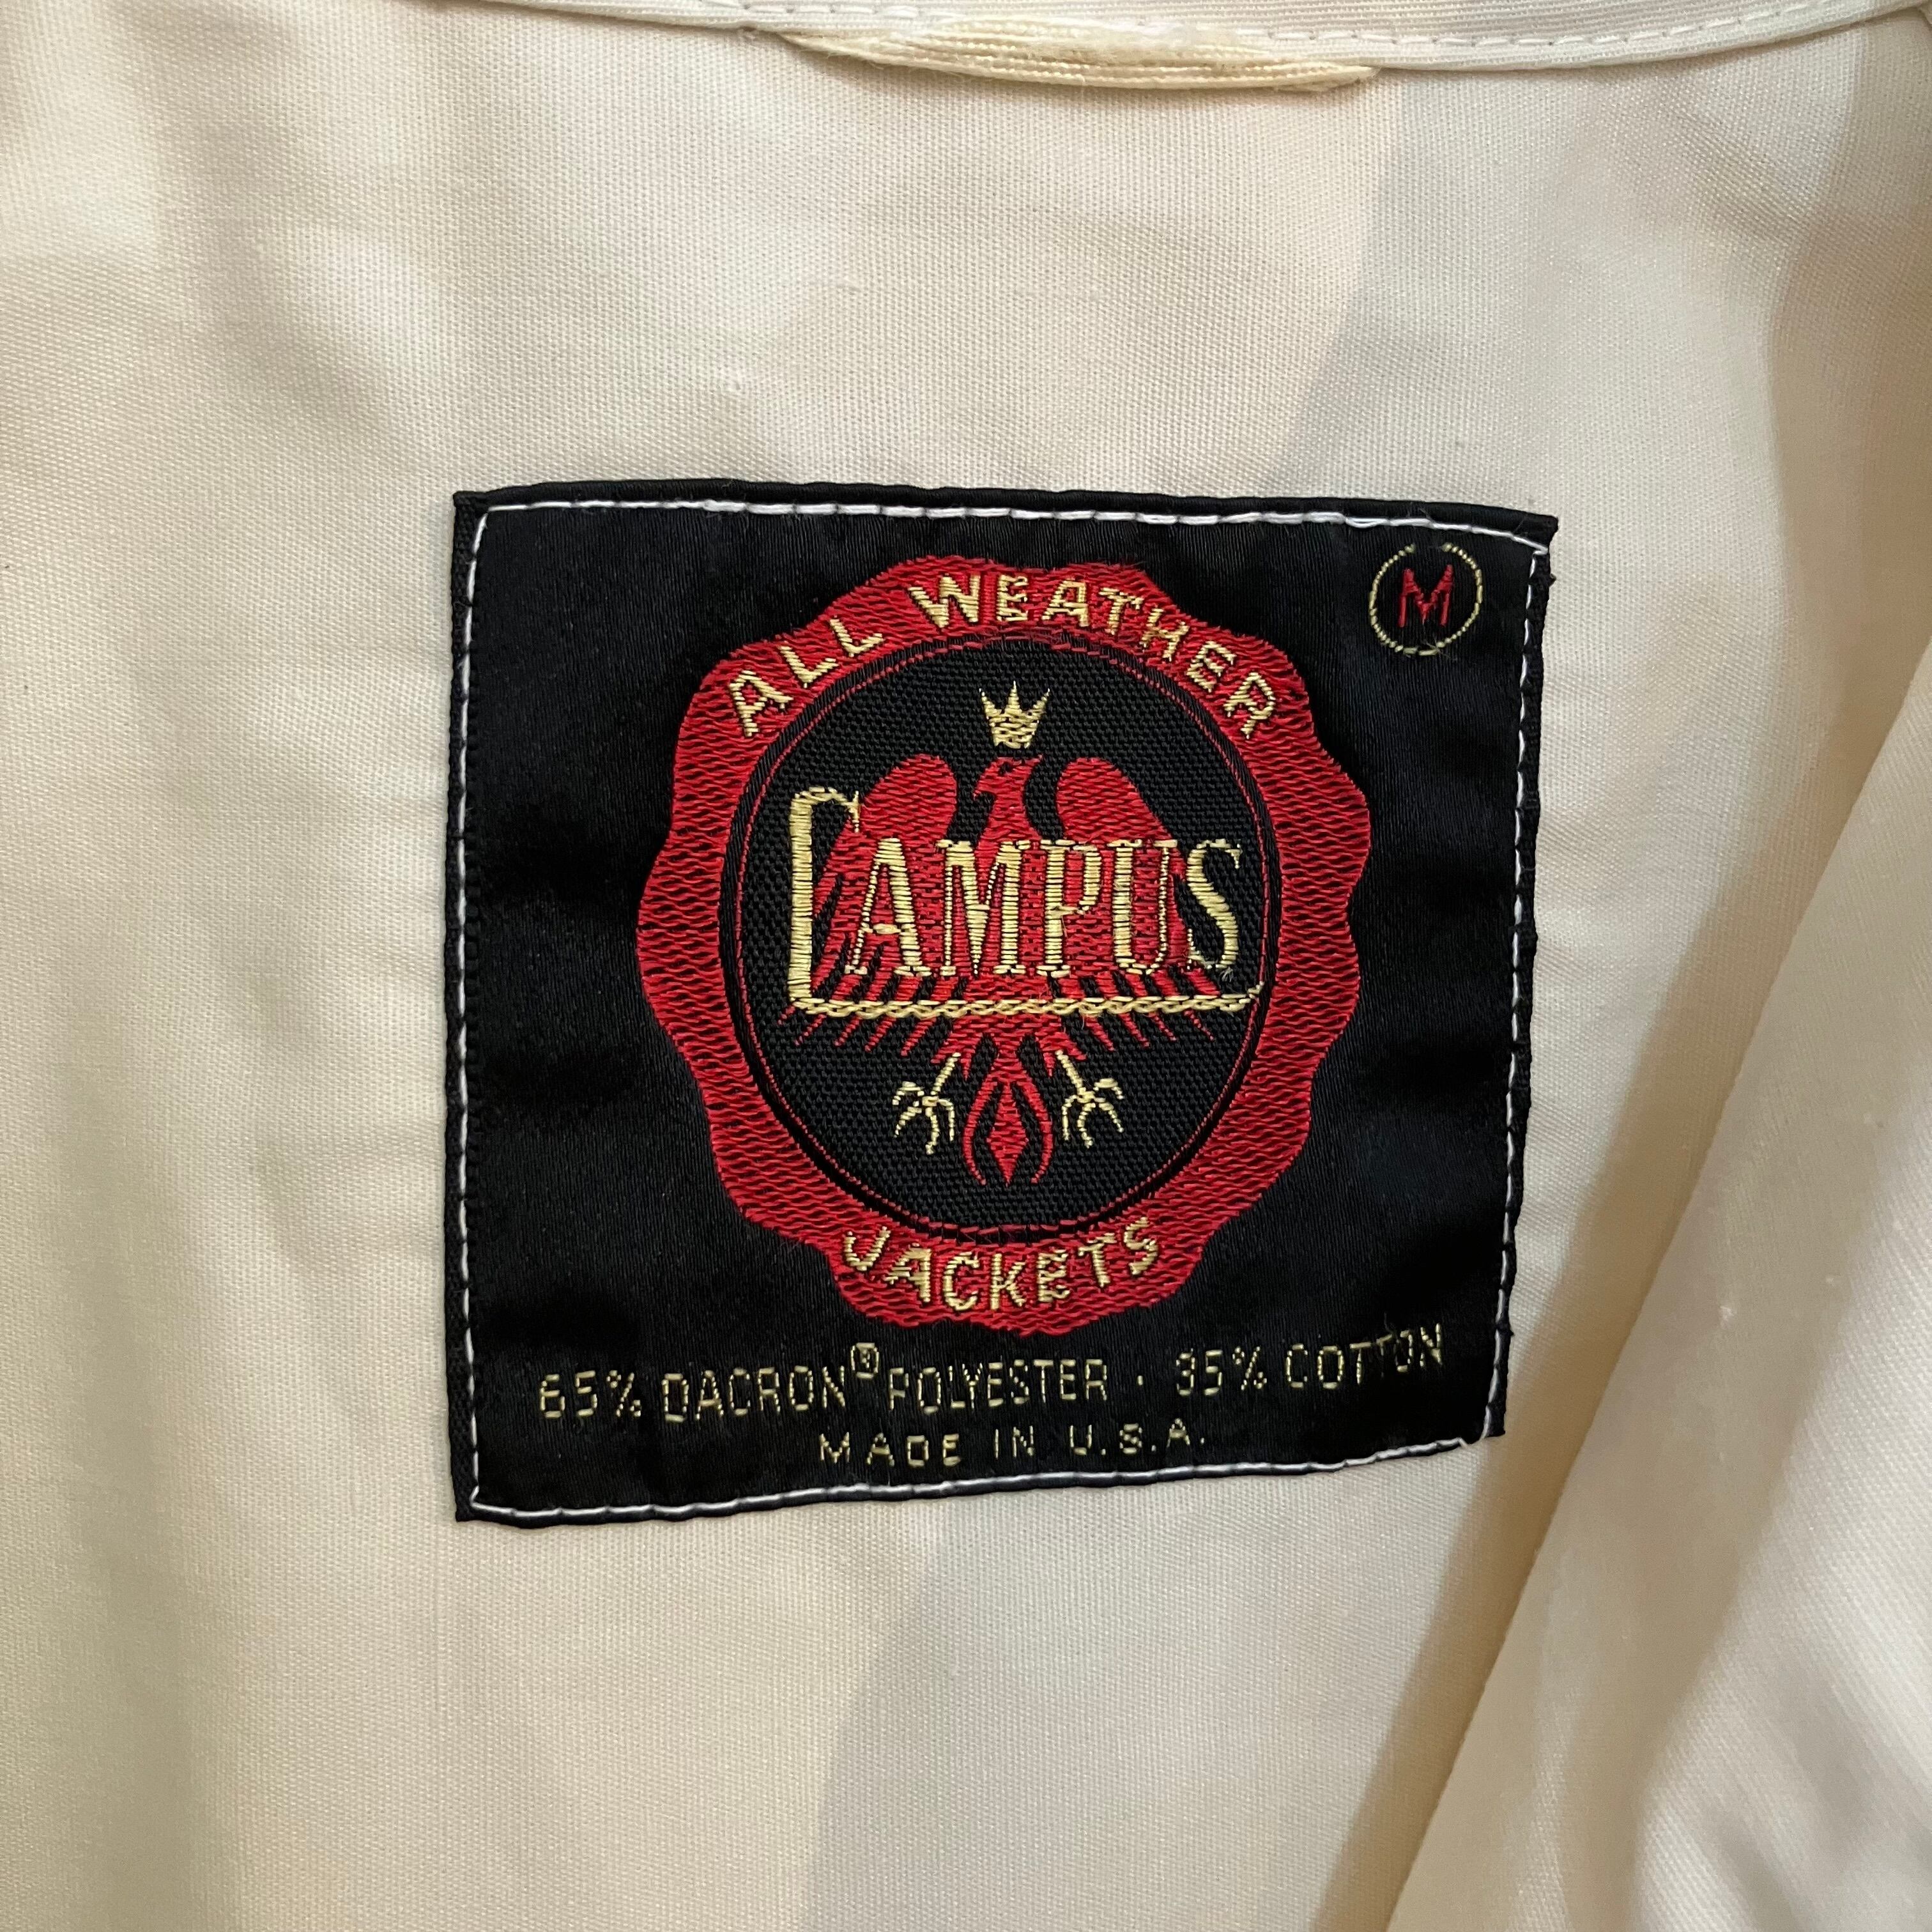 M
ALL WEATHER
CAMPUS
JACKETS
65% DACRON® POLYESTER · 35% COTTON
MADE IN U.S.A.